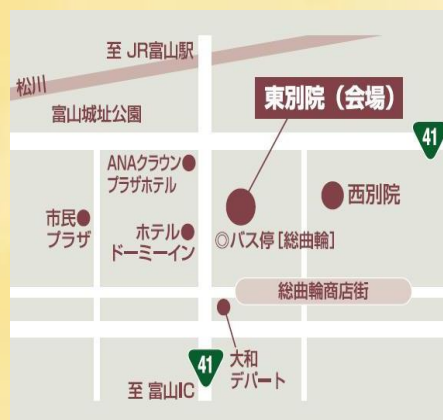 至 JR富山駅
松川
富山城址公園
東別院（会場）
41
ANAクラウン
プラザホテル
西別院
市民
プラザ
ホテル
ドーミーイン
◎バス停［総曲輪］
総曲輪商店街
41
大和
デパート
至 富山IC